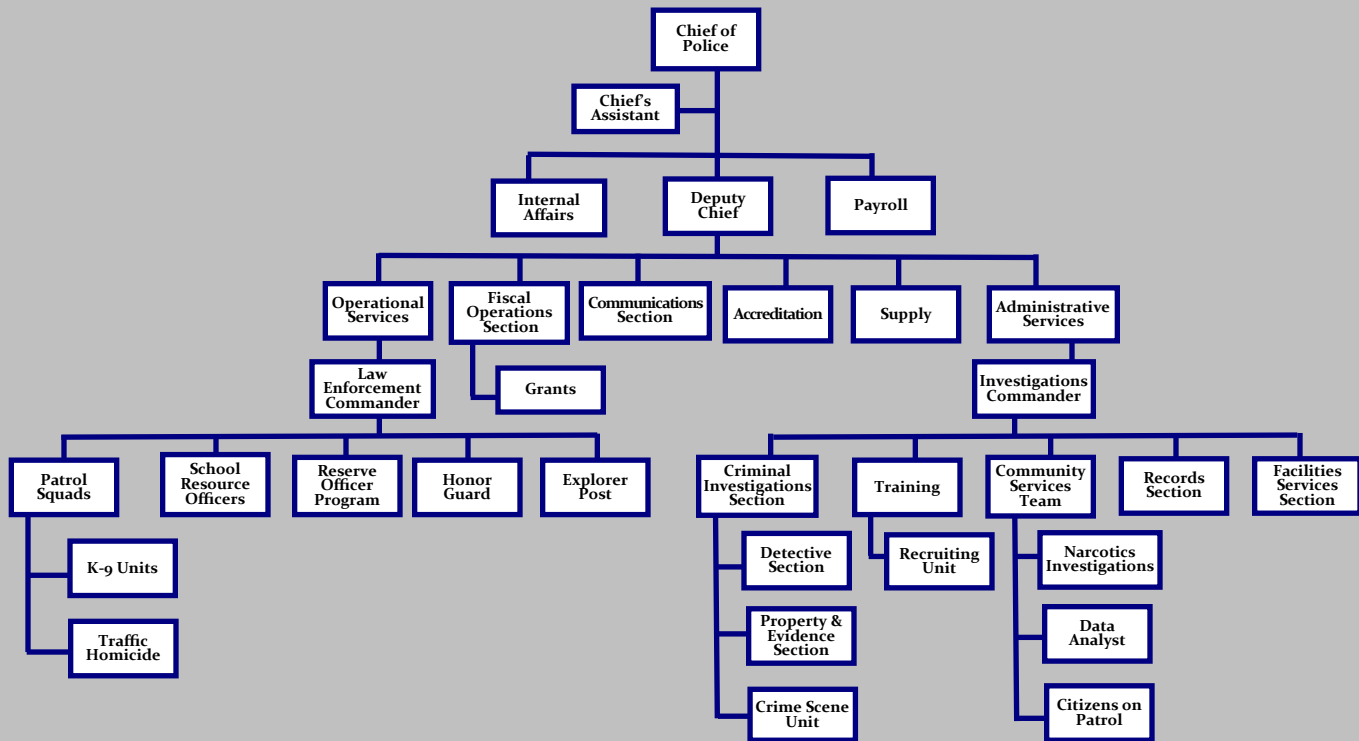 Chief of
Police
Chief's
Assistant
Internal
Affairs
Deputy
Chief
Payroll
Operational
Services
Fiscal
Operations
Section
Communications
Section
Accreditation
Supply
Administrative
Services
Law
Enforcement
Commander
Grants
Investigations
Commander
Patrol
Squads
School
Resource
Officers
Reserve
Officer
Program
Honor
Guard
Explorer
Post
Criminal
Investigations
Section
Training
Community
Services
Team
Records
Section
Facilities
Services
Section
K-9 Units
Traffic
Homicide
Detective
Section
Recruiting
Unit
Narcotics
Investigations
Property &
Evidence
Section
Data
Analyst
Crime Scene
Unit
Citizens on
Patrol